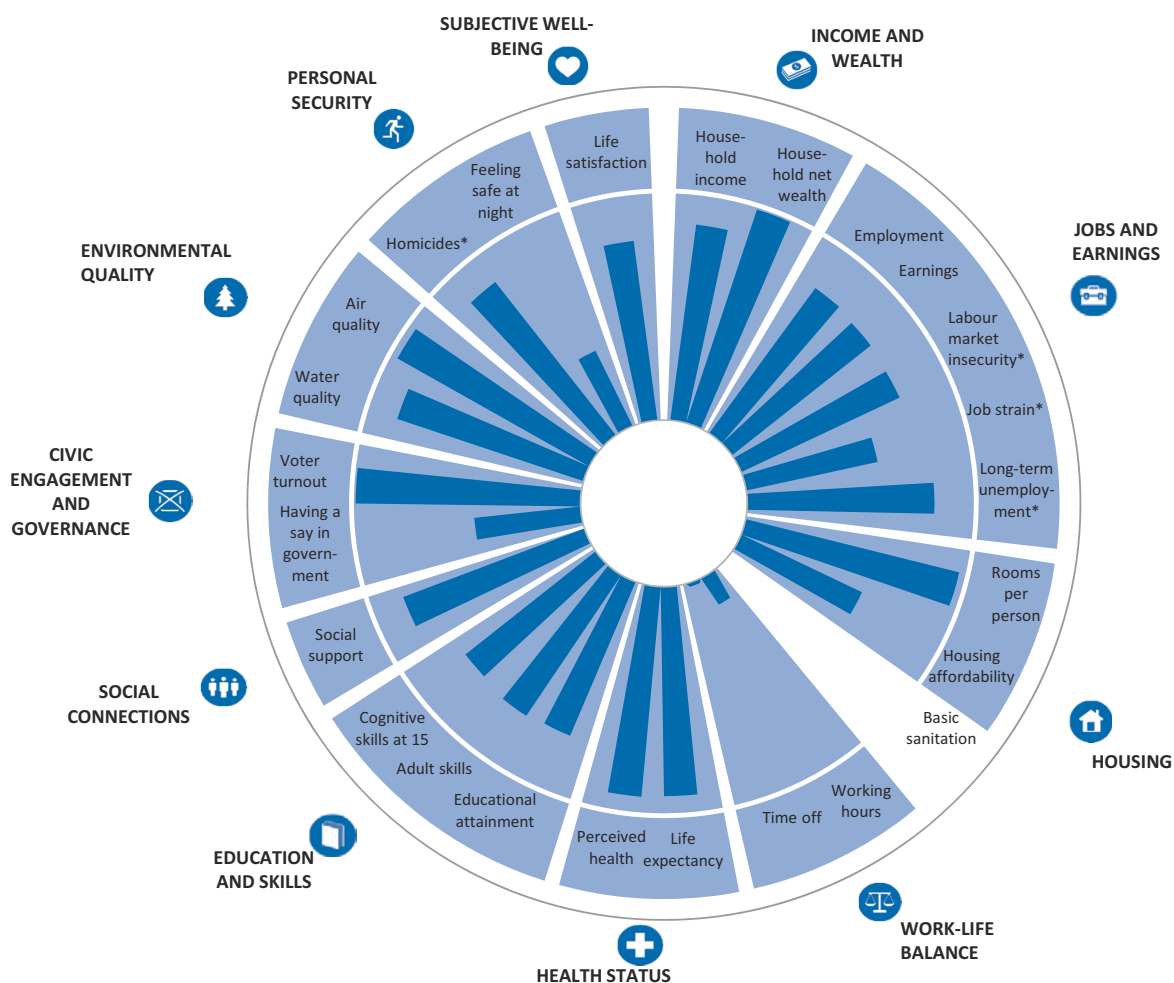 SUBJECTIVE WELL-
BEING
INCOME AND
WEALTH
PERSONAL
SECURITY
Life
satisfaction
House-
hold
income
House-
hold net
wealth
Feeling
safe at
night
Homicides*
Employment
Earnings
JOBS AND
EARNINGS
ENVIRONMENTAL
QUALITY
Air
quality
Water
quality
Labour
market
insecurity*
Job strain*
Long-term
unemploy-
ment*
CIVIC
ENGAGEMENT
AND
GOVERNANCE
Voter
turnout
Having a
say in
govern-
ment
Rooms
per
person
Housing
affordability
Basic
sanitation
HOUSING
Social
support
SOCIAL
CONNECTIONS
Cognitive
skills at 15
Adult skills
Educational
attainment
EDUCATION
AND SKILLS
Perceived
health
Life
expectancy
Time off
Working
hours
WORK-LIFE
BALANCE
HEALTH STATUS